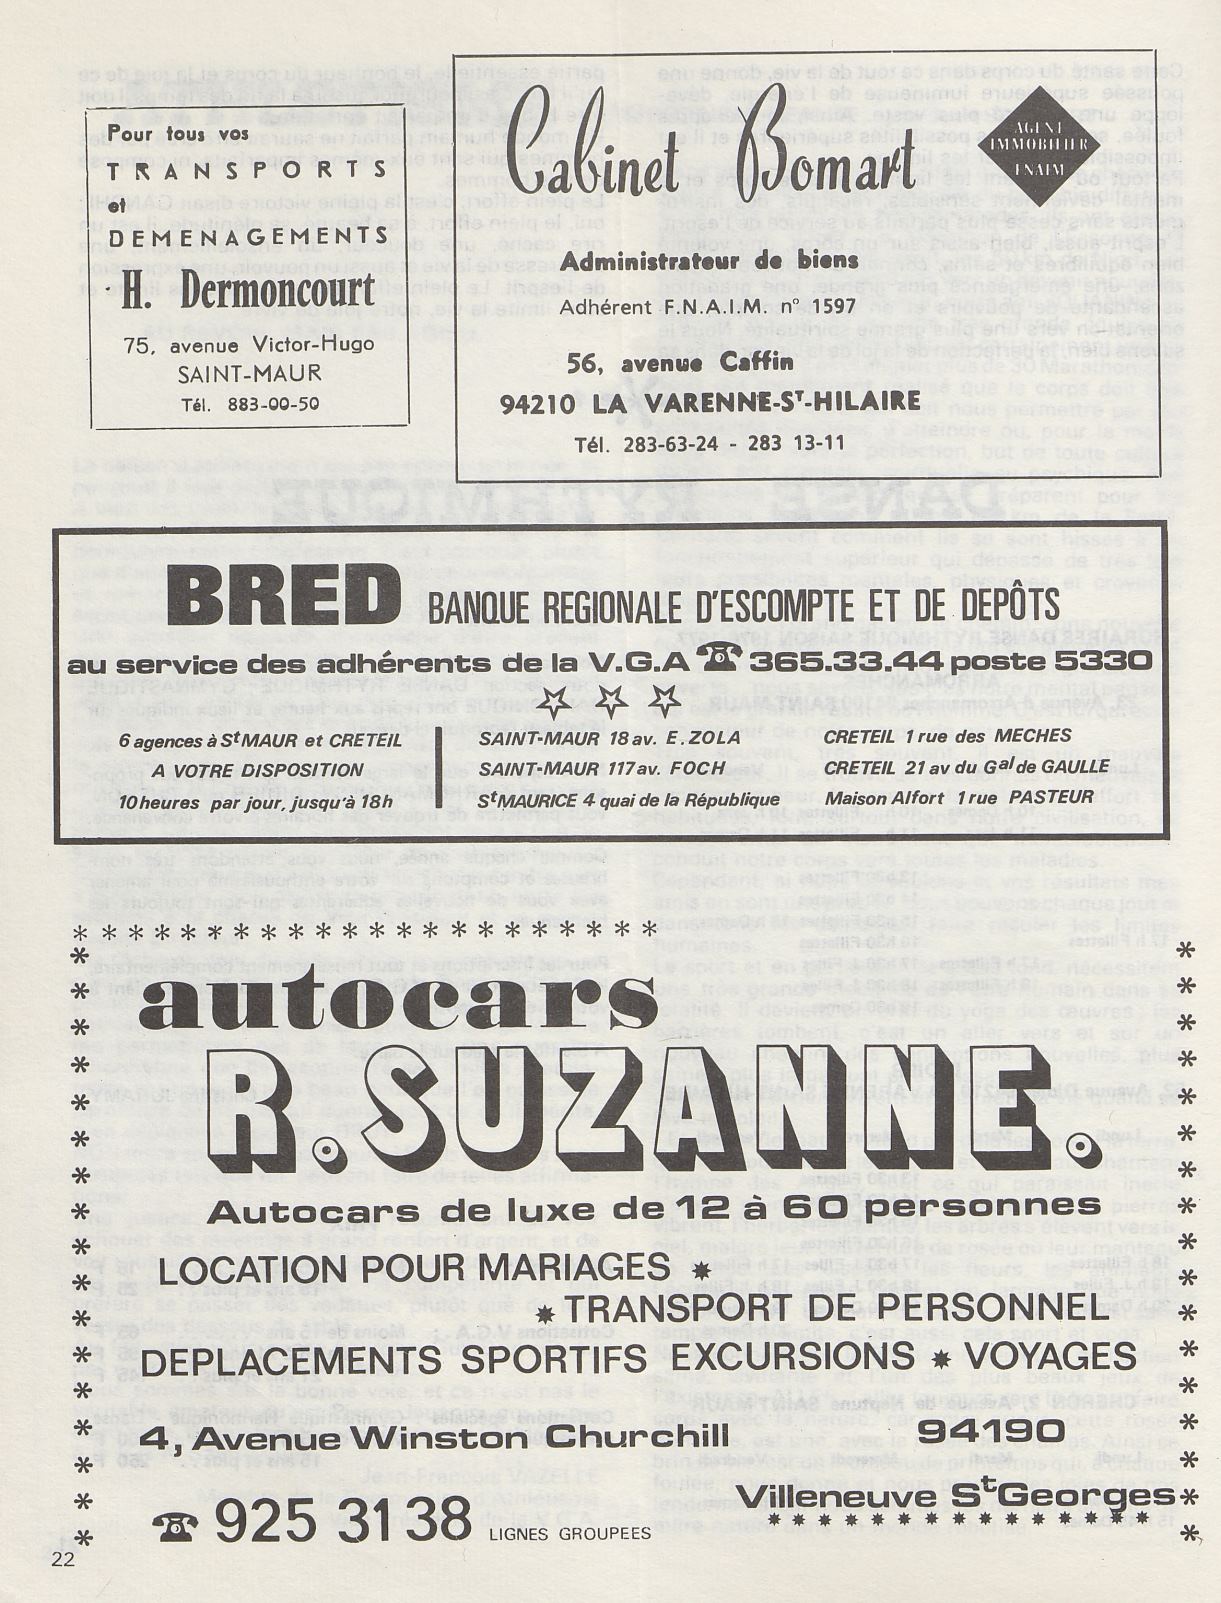 Pour tous vos
TRANSPORTS
et
DEMENAGEMENTS
H. Dermoncourt
75, avenue Victor-Hugo
SAINT-MAUR
Tél. 883-00-50
Cabinet Bomart
AGENT
IMMOBILIER
FNAIM
Administrateur de biens
Adhérent F.N.A.I.M. n° 1597
56, avenue Caffin
94210 LA VARENNE-ST-HILAIRE
Tél. 283-63-24 - 283 13-11
BRED BANQUE REGIONALE D'ESCOMPTE ET DE DEPÔTS
au service des adhérents de la V.G.A ☎ 365.33.44 poste 5330
6 agences à St MAUR et CRETEIL
A VOTRE DISPOSITION
10 heures par jour, jusqu'à 18h
SAINT-MAUR 18 av. E. ZOLA
SAINT-MAUR 117 av. FOCH
St MAURICE 4 quai de la République
CRETEIL 1 rue des MECHES
CRETEIL 21 av du Gal de GAULLE
Maison Alfort 1 rue PASTEUR
autocars
R. SUZANNE.
Autocars de luxe de 12 à 60 personnes
LOCATION POUR MARIAGES *
* TRANSPORT DE PERSONNEL
DEPLACEMENTS SPORTIFS EXCURSIONS * VOYAGES
4, Avenue Winston Churchill 94190
Villeneuve St Georges
☎ 925 31 38 LIGNES GROUPEES
22